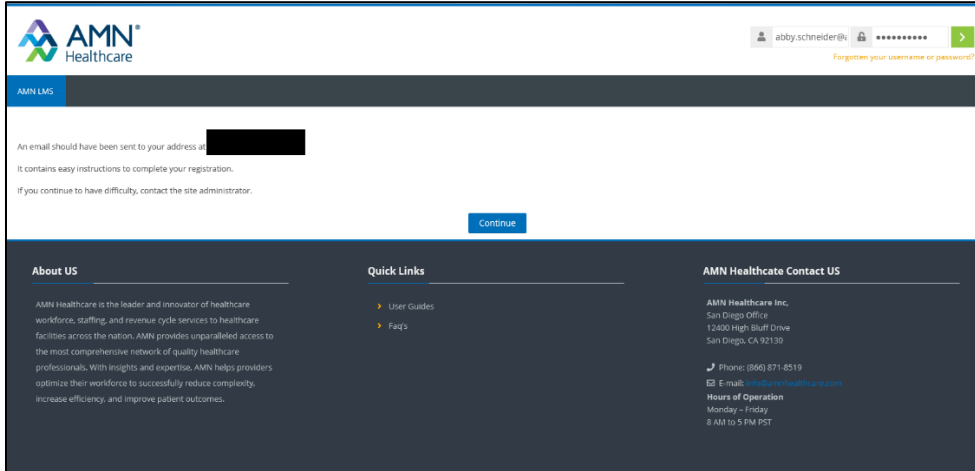 AMN
Healthcare
abby.schneider@
Forgotten your username or password?
AMN LMS
An email should have been sent to your address at
It contains easy instructions to complete your registration.
If you continue to have difficulty, contact the site administrator.
Continue
About US
AMN Healthcare is the leader and innovator of healthcare
workforce, staffing, and revenue cycle services to healthcare
facilities across the nation. AMN provides unparalleled access to
the most comprehensive network of quality healthcare
professionals. With insights and expertise, AMN helps providers
optimize their workforce to successfully reduce complexity,
increase efficiency, and improve patient outcomes.
Quick Links
User Guides
Faq's
AMN Healthcate Contact US
AMN Healthcare Inc,
San Diego Office
12400 High Bluff Drive
San Diego, CA 92130
Phone: (866) 871-8519
E-mail: info@amnhealthcare.com
Hours of Operation
Monday – Friday
8 AM to 5 PM PST